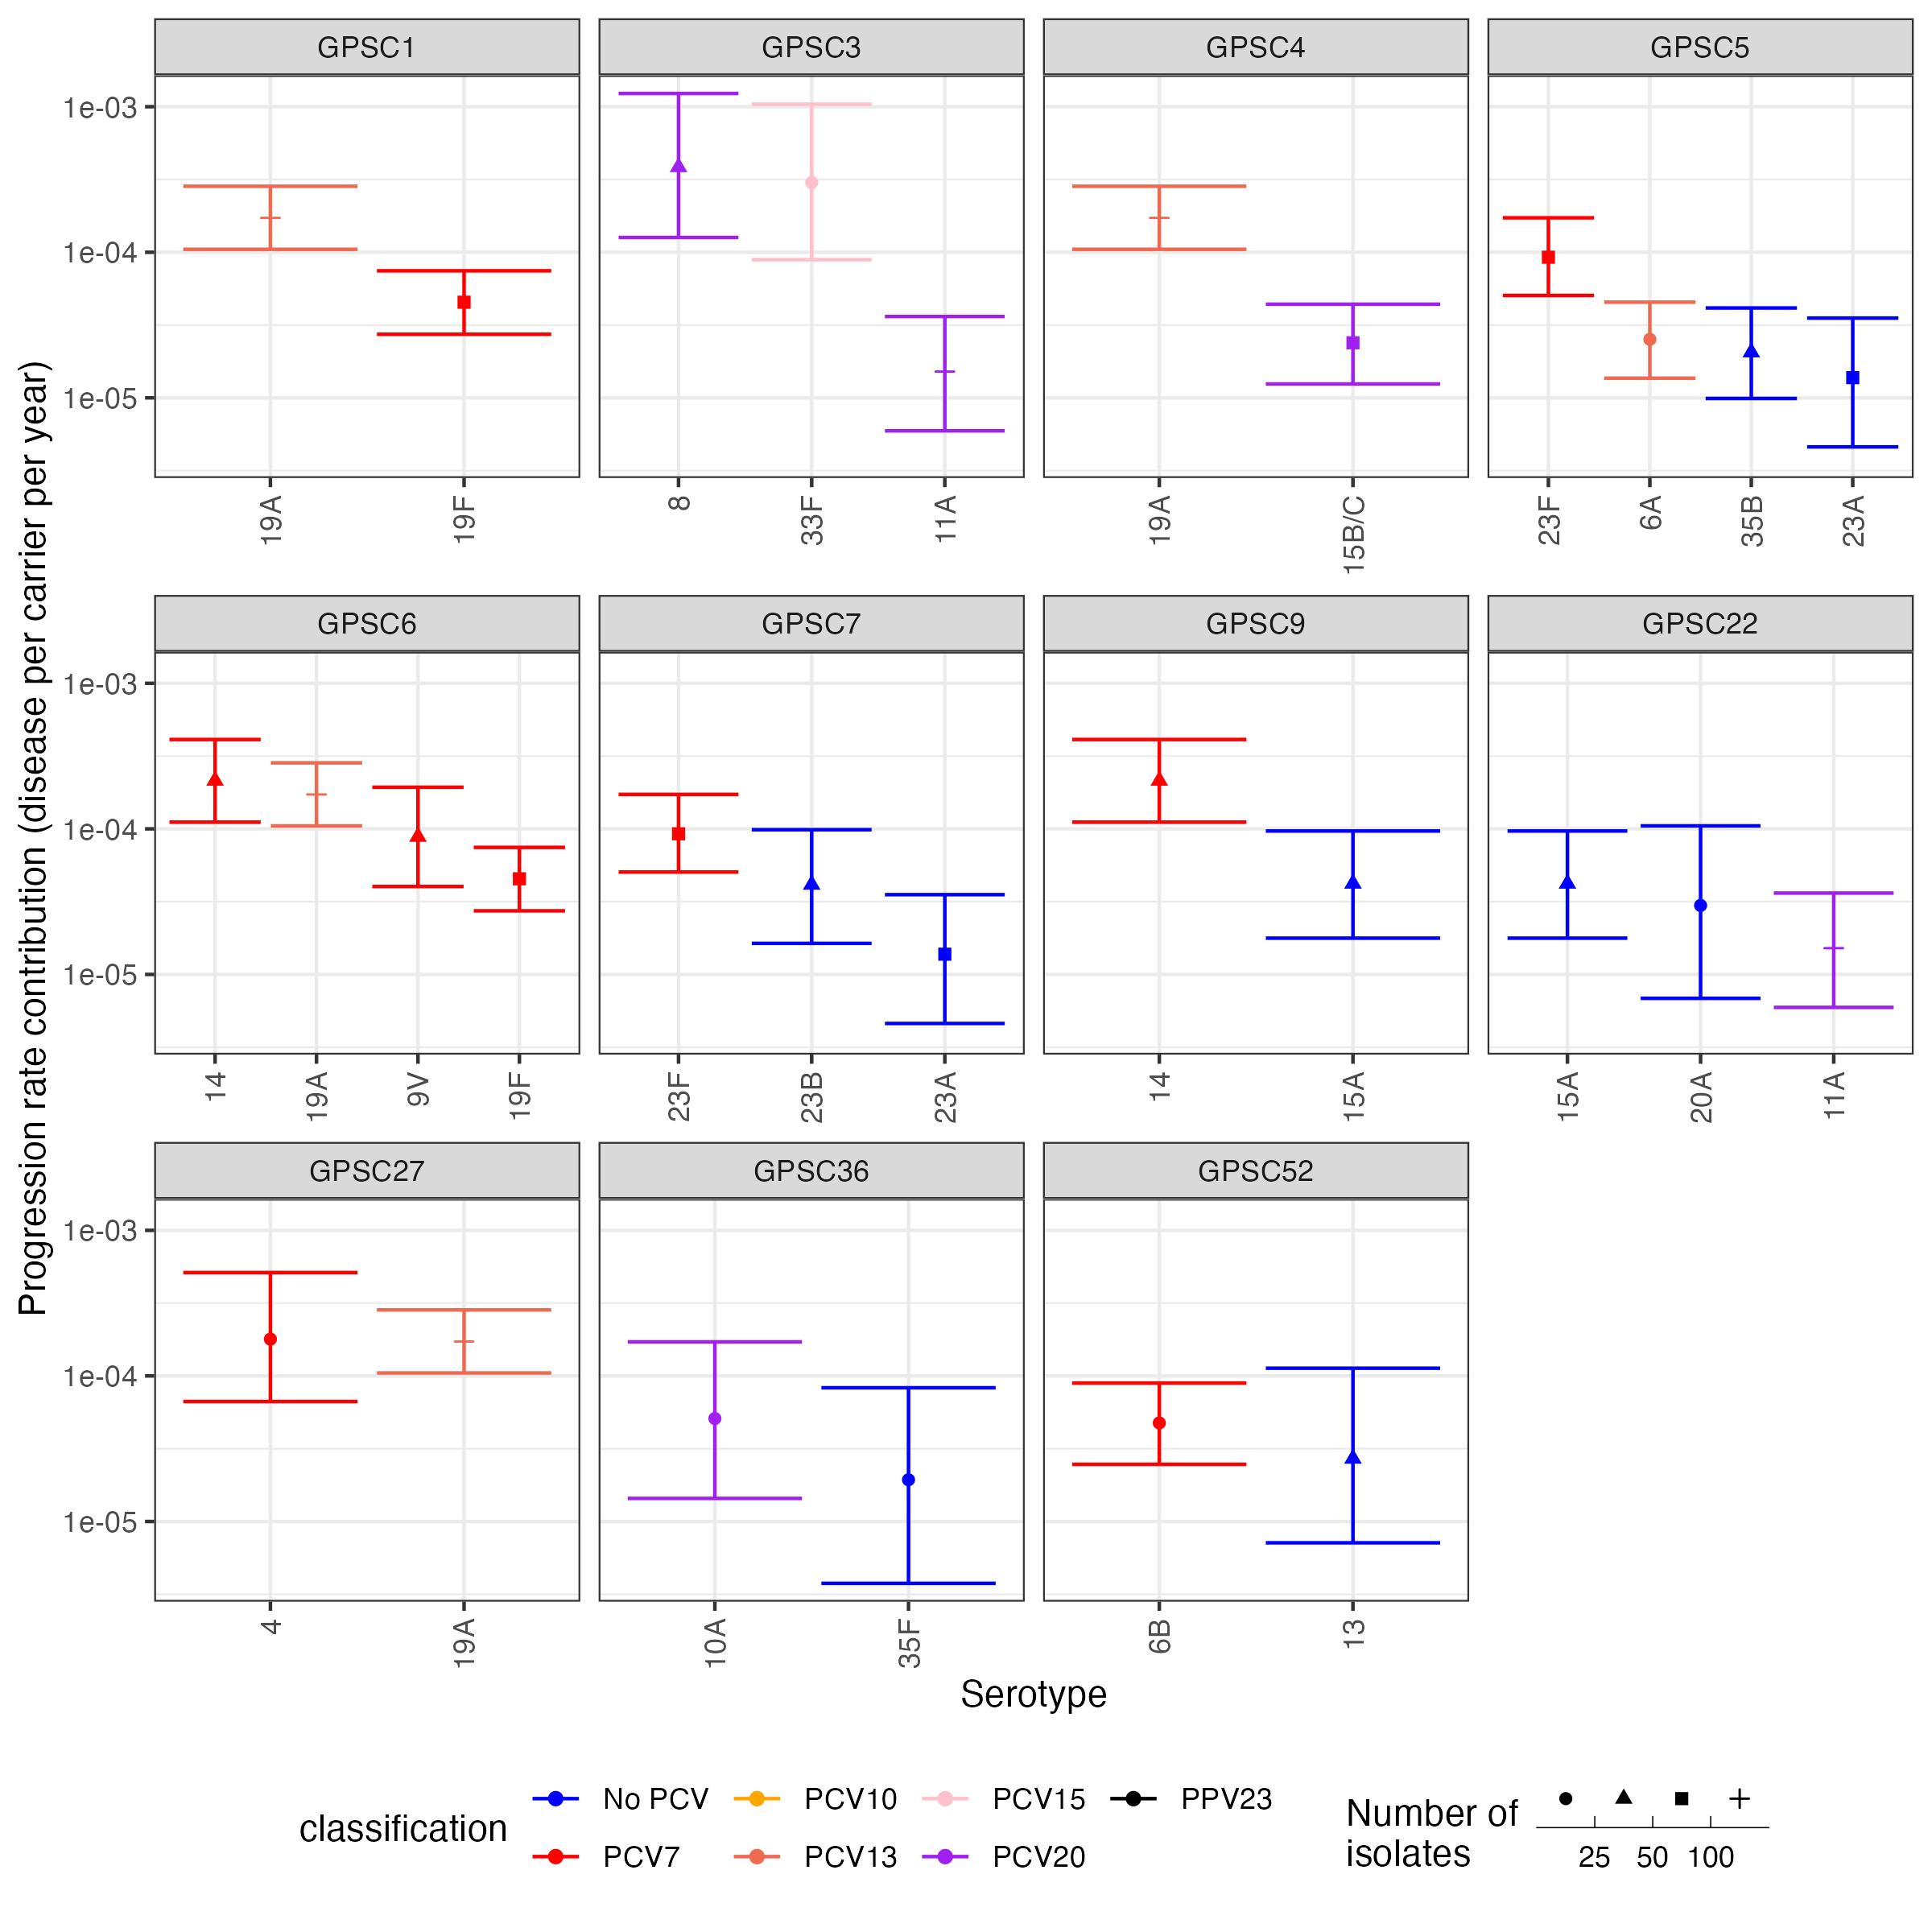 GPSC1 GPSC3 GPSC4 GPSC5
1e-03
1e-04
1e-05
19A 19F 8 33F 11A 19A 15B/C 23F 6A 35B 23A
GPSC6 GPSC7 GPSC9 GPSC22
1e-03
1e-04
1e-05
14 19A 9V 19F 23F 23B 23A 14 15A 15A 20A 11A
GPSC27 GPSC36 GPSC52
1e-03
1e-04
1e-05
4 19A 10A 35F 6B 13
Progression rate contribution (disease per carrier per year)
Serotype
classification
No PCV PCV10 PCV15 PPV23
PCV7 PCV13 PCV20
Number of
isolates
25 50 100